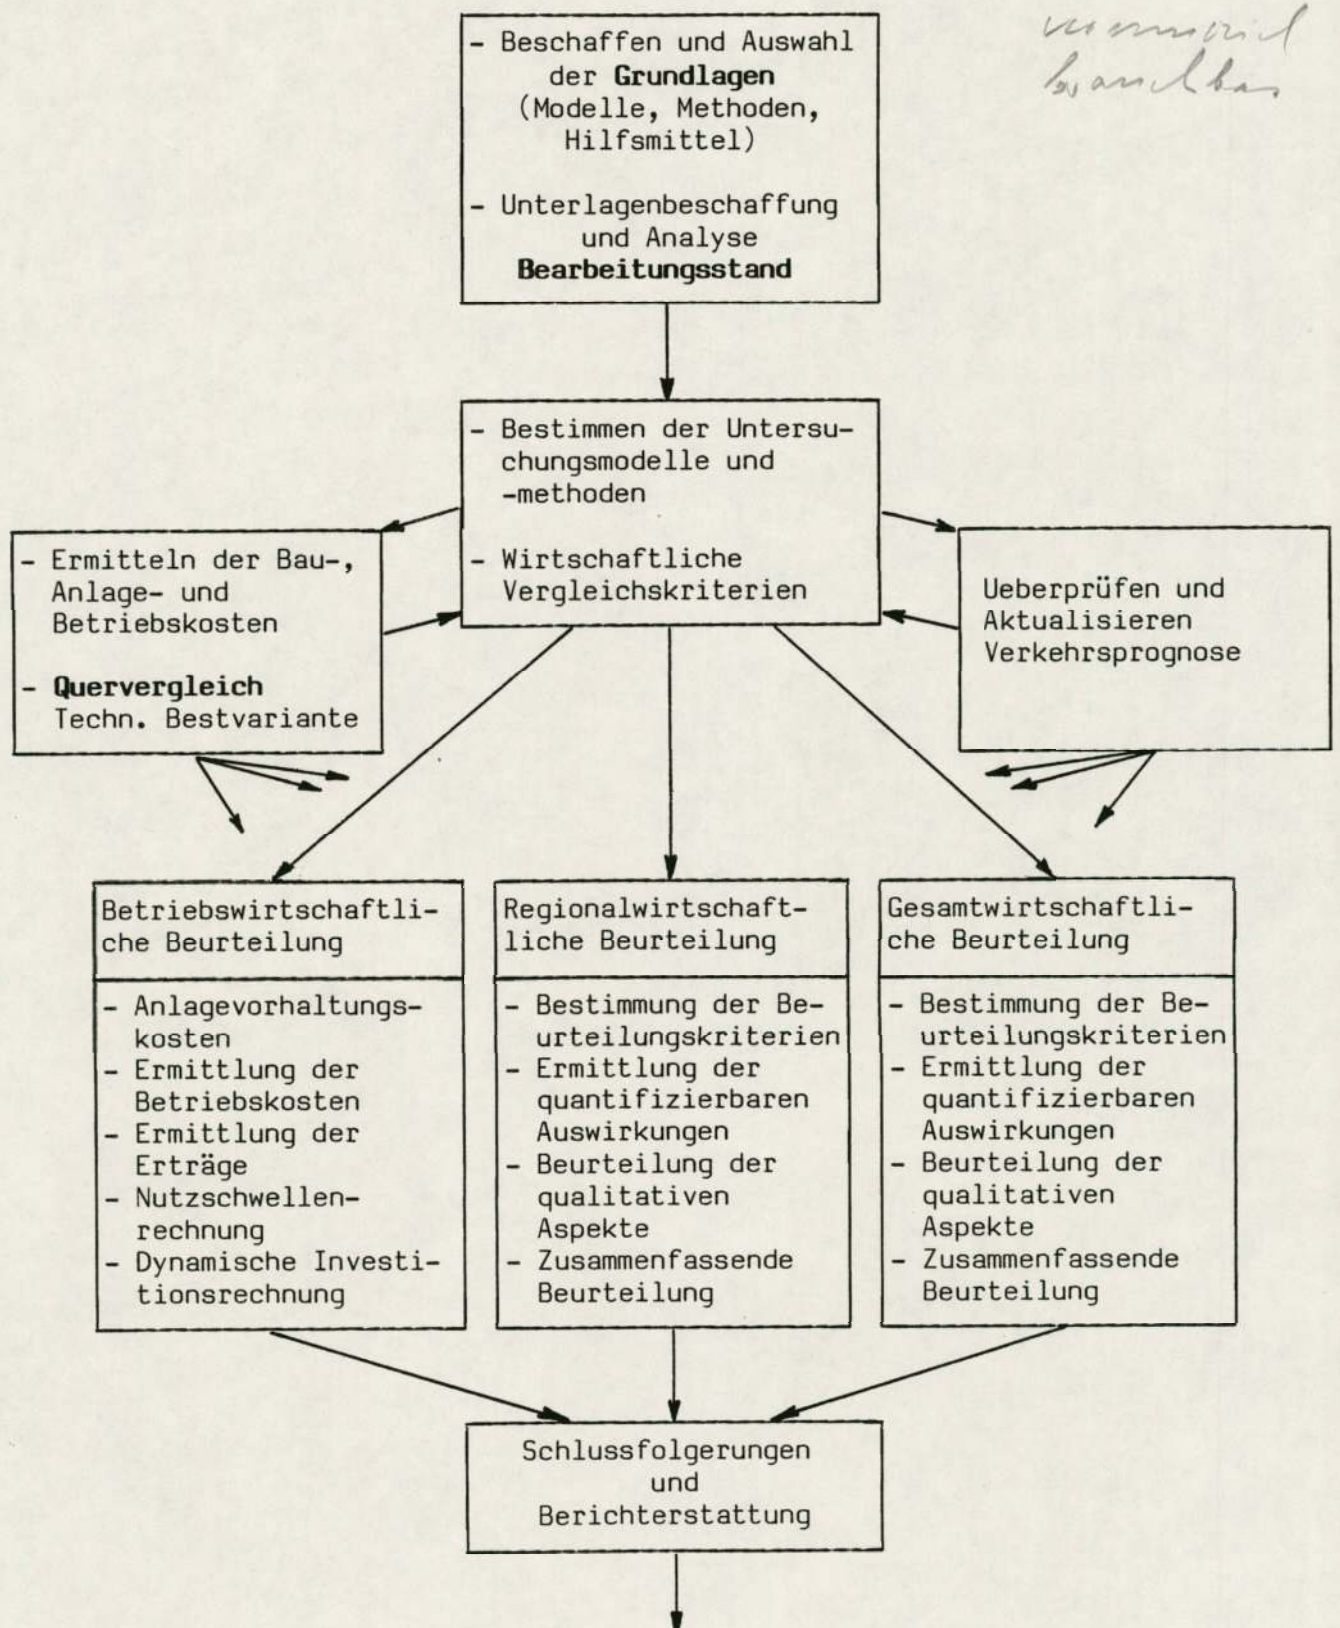 - Beschaffen und Auswahl
der Grundlagen
(Modelle, Methoden,
Hilfsmittel)
- Unterlagenbeschaffung
und Analyse
Bearbeitungsstand
- Bestimmen der Untersu-
chungsmodelle und
-methoden
- Wirtschaftliche
Vergleichskriterien
- Ermitteln der Bau-,
Anlage- und
Betriebskosten
- Quervergleich
Techn. Bestvariante
Ueberprüfen und
Aktualisieren
Verkehrsprognose
Betriebswirtschaftli-
che Beurteilung
- Anlagevorhaltungs-
kosten
- Ermittlung der
Betriebskosten
- Ermittlung der
Erträge
- Nutzschwellen-
rechnung
- Dynamische Investi-
tionsrechnung
Regionalwirtschaft-
liche Beurteilung
- Bestimmung der Be-
urteilungskriterien
- Ermittlung der
quantifizierbaren
Auswirkungen
- Beurteilung der
qualitativen
Aspekte
- Zusammenfassende
Beurteilung
Gesamtwirtschaftli-
che Beurteilung
- Bestimmung der Be-
urteilungskriterien
- Ermittlung der
quantifizierbaren
Auswirkungen
- Beurteilung der
qualitativen
Aspekte
- Zusammenfassende
Beurteilung
Schlussfolgerungen
und
Berichterstattung